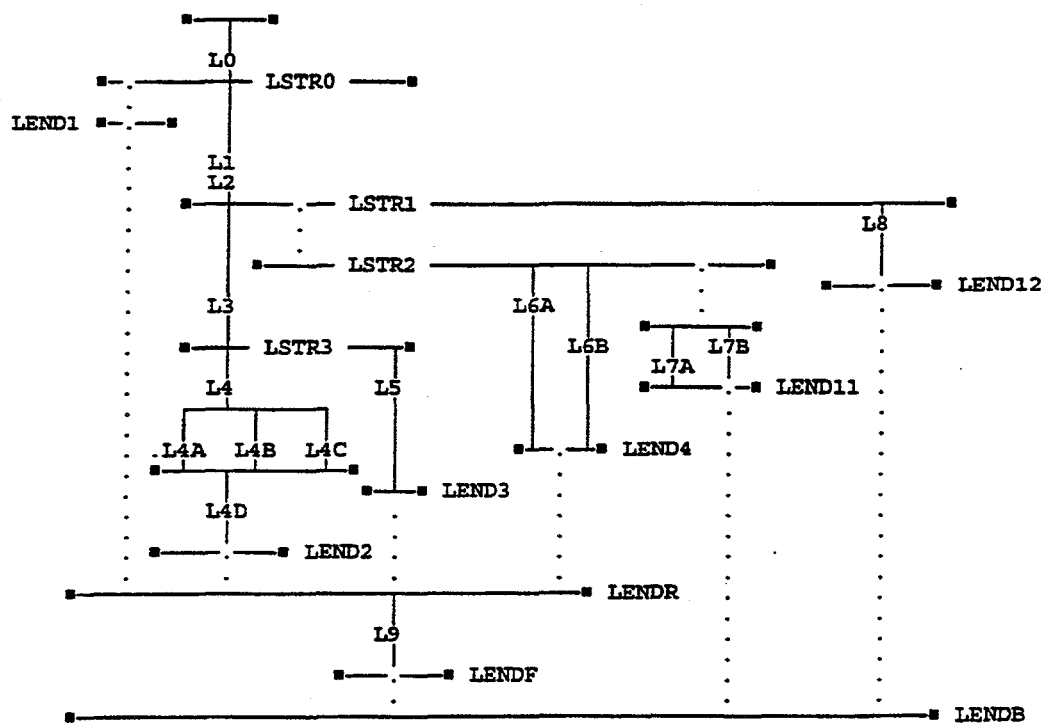 L0
LSTR0
LEND1
L1
L2
LSTR1
L8
LSTR2
LEND12
L3
L6A
L6B
L7B
LSTR3
L7A
L4
L5
LEND11
L4A
L4B
L4C
LEND4
LEND3
L4D
LEND2
LENDR
L9
LENDF
LENDB